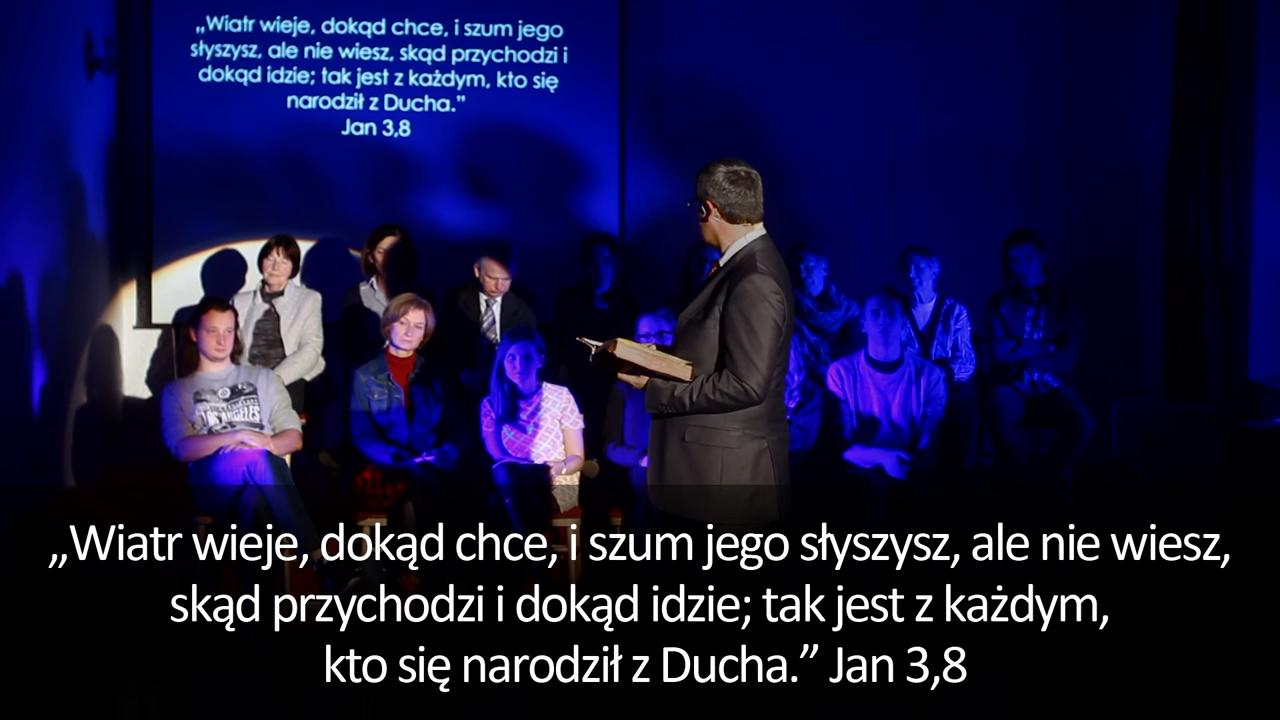 „Wiatr wieje, dokąd chce, i szum jego
słyszysz, ale nie wiesz, skąd przychodzi i
dokąd idzie; tak jest z każdym, kto się
narodził z Ducha.”
Jan 3,8
LOS ANGELES
„Wiatr wieje, dokąd chce, i szum jego słyszysz, ale nie wiesz,
skąd przychodzi i dokąd idzie; tak jest z każdym,
kto się narodził z Ducha.” Jan 3,8